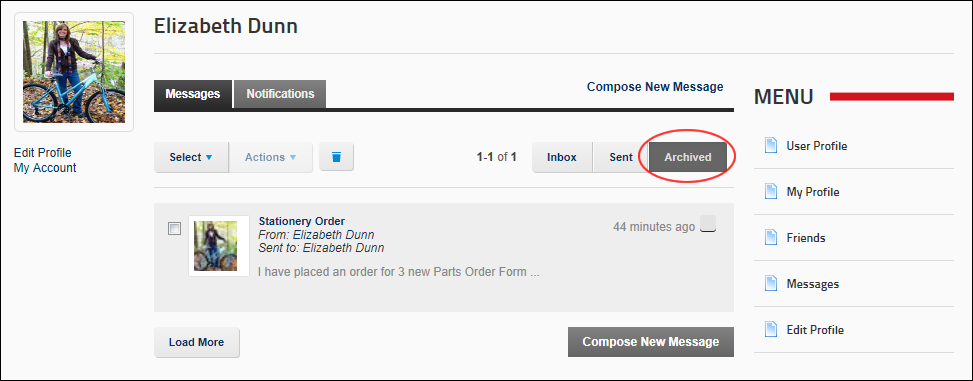 Elizabeth Dunn
Edit Profile
My Account
Messages
Notifications
Compose New Message
Select
Actions
1-1 of 1
Inbox
Sent
Archived
Stationery Order
From: Elizabeth Dunn
Sent to: Elizabeth Dunn
44 minutes ago
I have placed an order for 3 new Parts Order Form ...
Load More
Compose New Message
MENU
User Profile
My Profile
Friends
Messages
Edit Profile